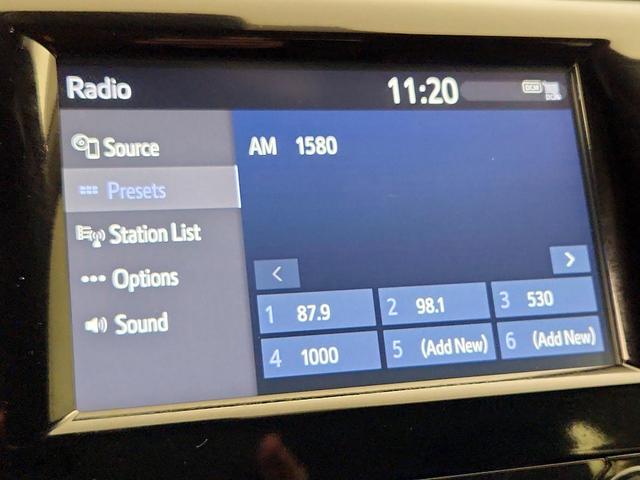 Radio
11:20
DCM
Source
AM 1580
Presets
Station List
Options
Sound
<
>
1 87.9
2 98.1
3 530
4 1000
5 (Add New)
6 (Add New)